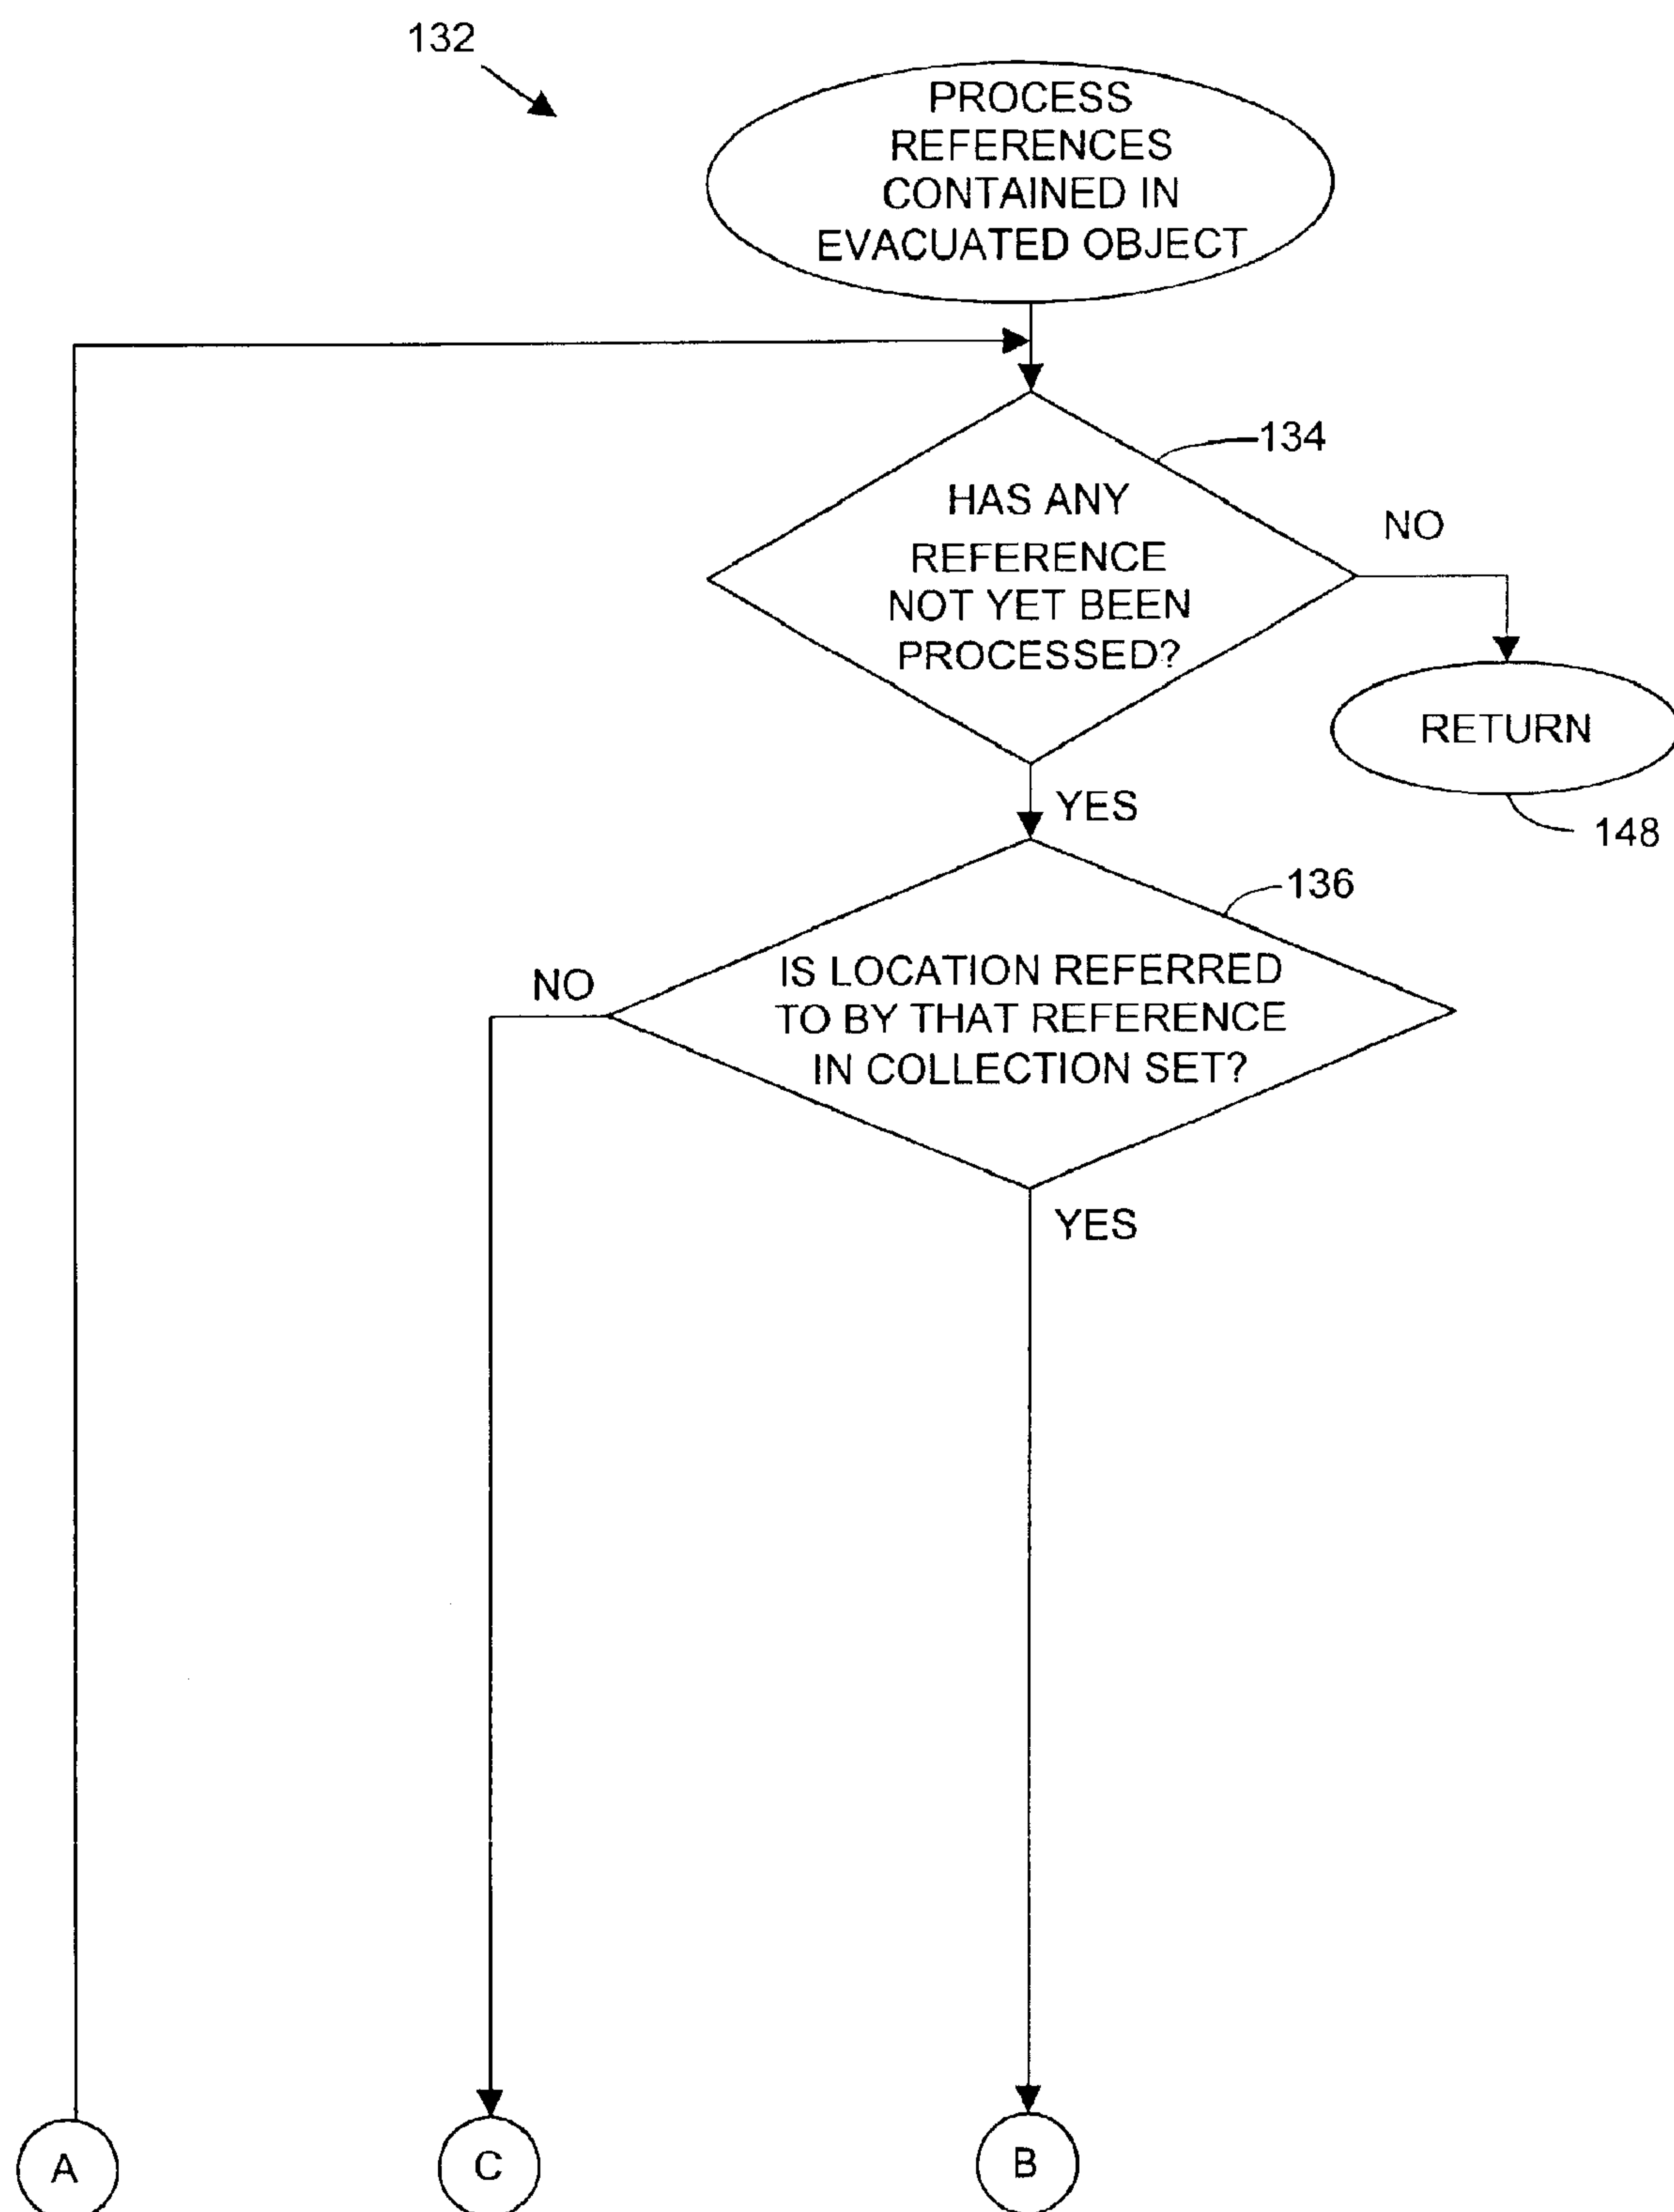 132
PROCESS
REFERENCES
CONTAINED IN
EVACUATED OBJECT
134
HAS ANY
REFERENCE
NOT YET BEEN
PROCESSED?
NO
RETURN
148
YES
136
IS LOCATION REFERRED
TO BY THAT REFERENCE
IN COLLECTION SET?
NO
YES
A
C
B